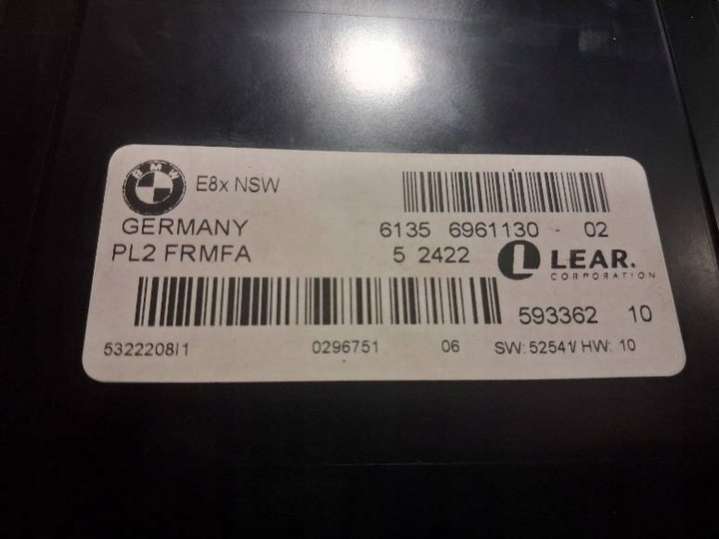 BMW
E8x NSW
GERMANY
6135 6961130 - 02
PL2 FRMFA
5 2422
LEAR.
CORPORATION
593362 10
5322208I1
0296751
06
SW: 52541/ HW: 10